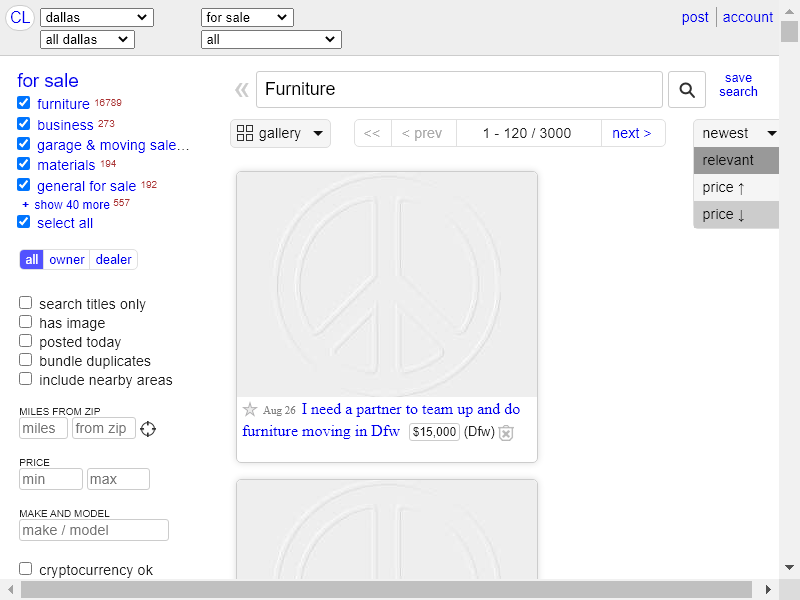 CL dallas for sale post account
all dallas all
for sale
furniture 16789
business 273
garage & moving sale...
materials 194
general for sale 192
+ show 40 more 557
select all
all owner dealer
search titles only
has image
posted today
bundle duplicates
include nearby areas
MILES FROM ZIP
miles from zip
PRICE
min max
MAKE AND MODEL
make / model
cryptocurrency ok
« Furniture
save
search
gallery << < prev 1 - 120 / 3000 next > newest
relevant
price ↑
price ↓
Aug 26 I need a partner to team up and do
furniture moving in Dfw $15,000 (Dfw)